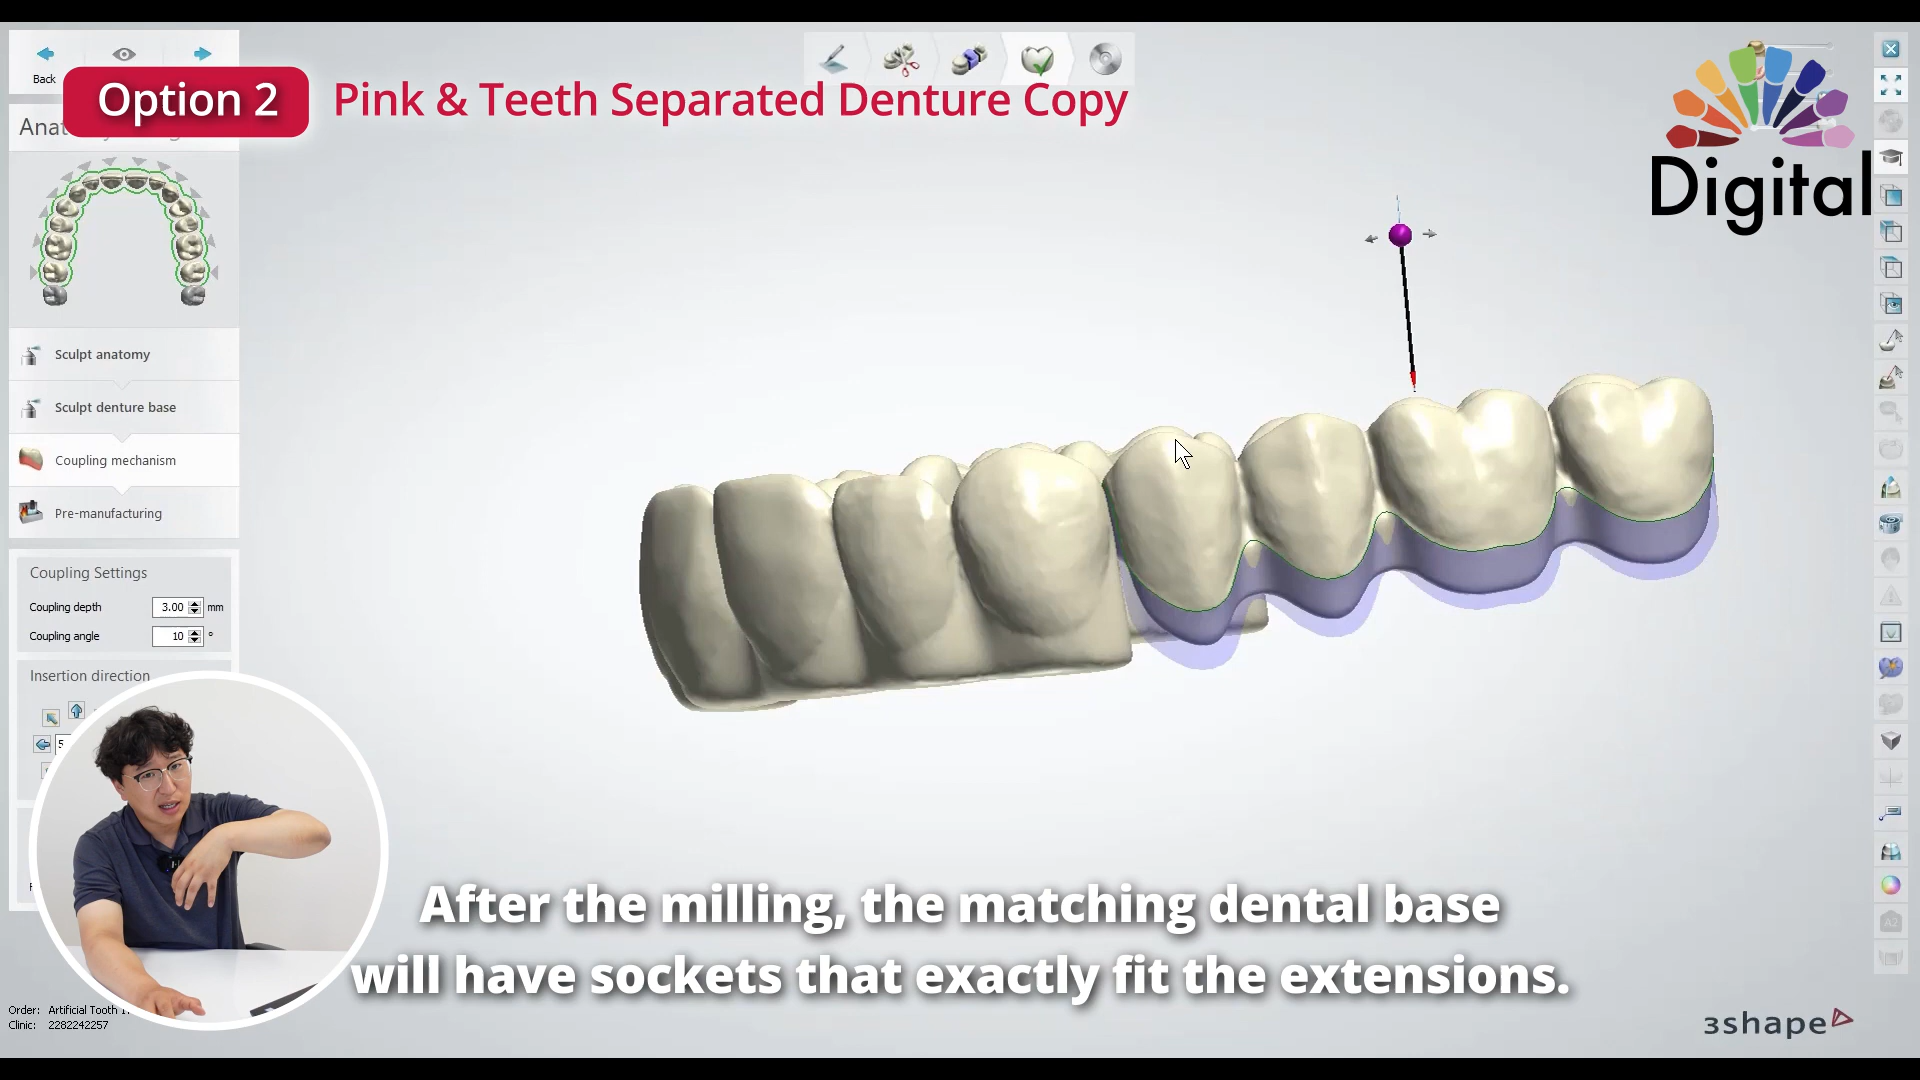 Back
Option 2
Pink & Teeth Separated Denture Copy
Digital
Sculpt anatomy
Sculpt denture base
Coupling mechanism
Pre-manufacturing
Coupling Settings
Coupling depth 3.00 mm
Coupling angle 10 °
Insertion direction
5
After the milling, the matching dental base
will have sockets that exactly fit the extensions.
Order: Artificial Tooth
Clinic: 2282242257
3shape